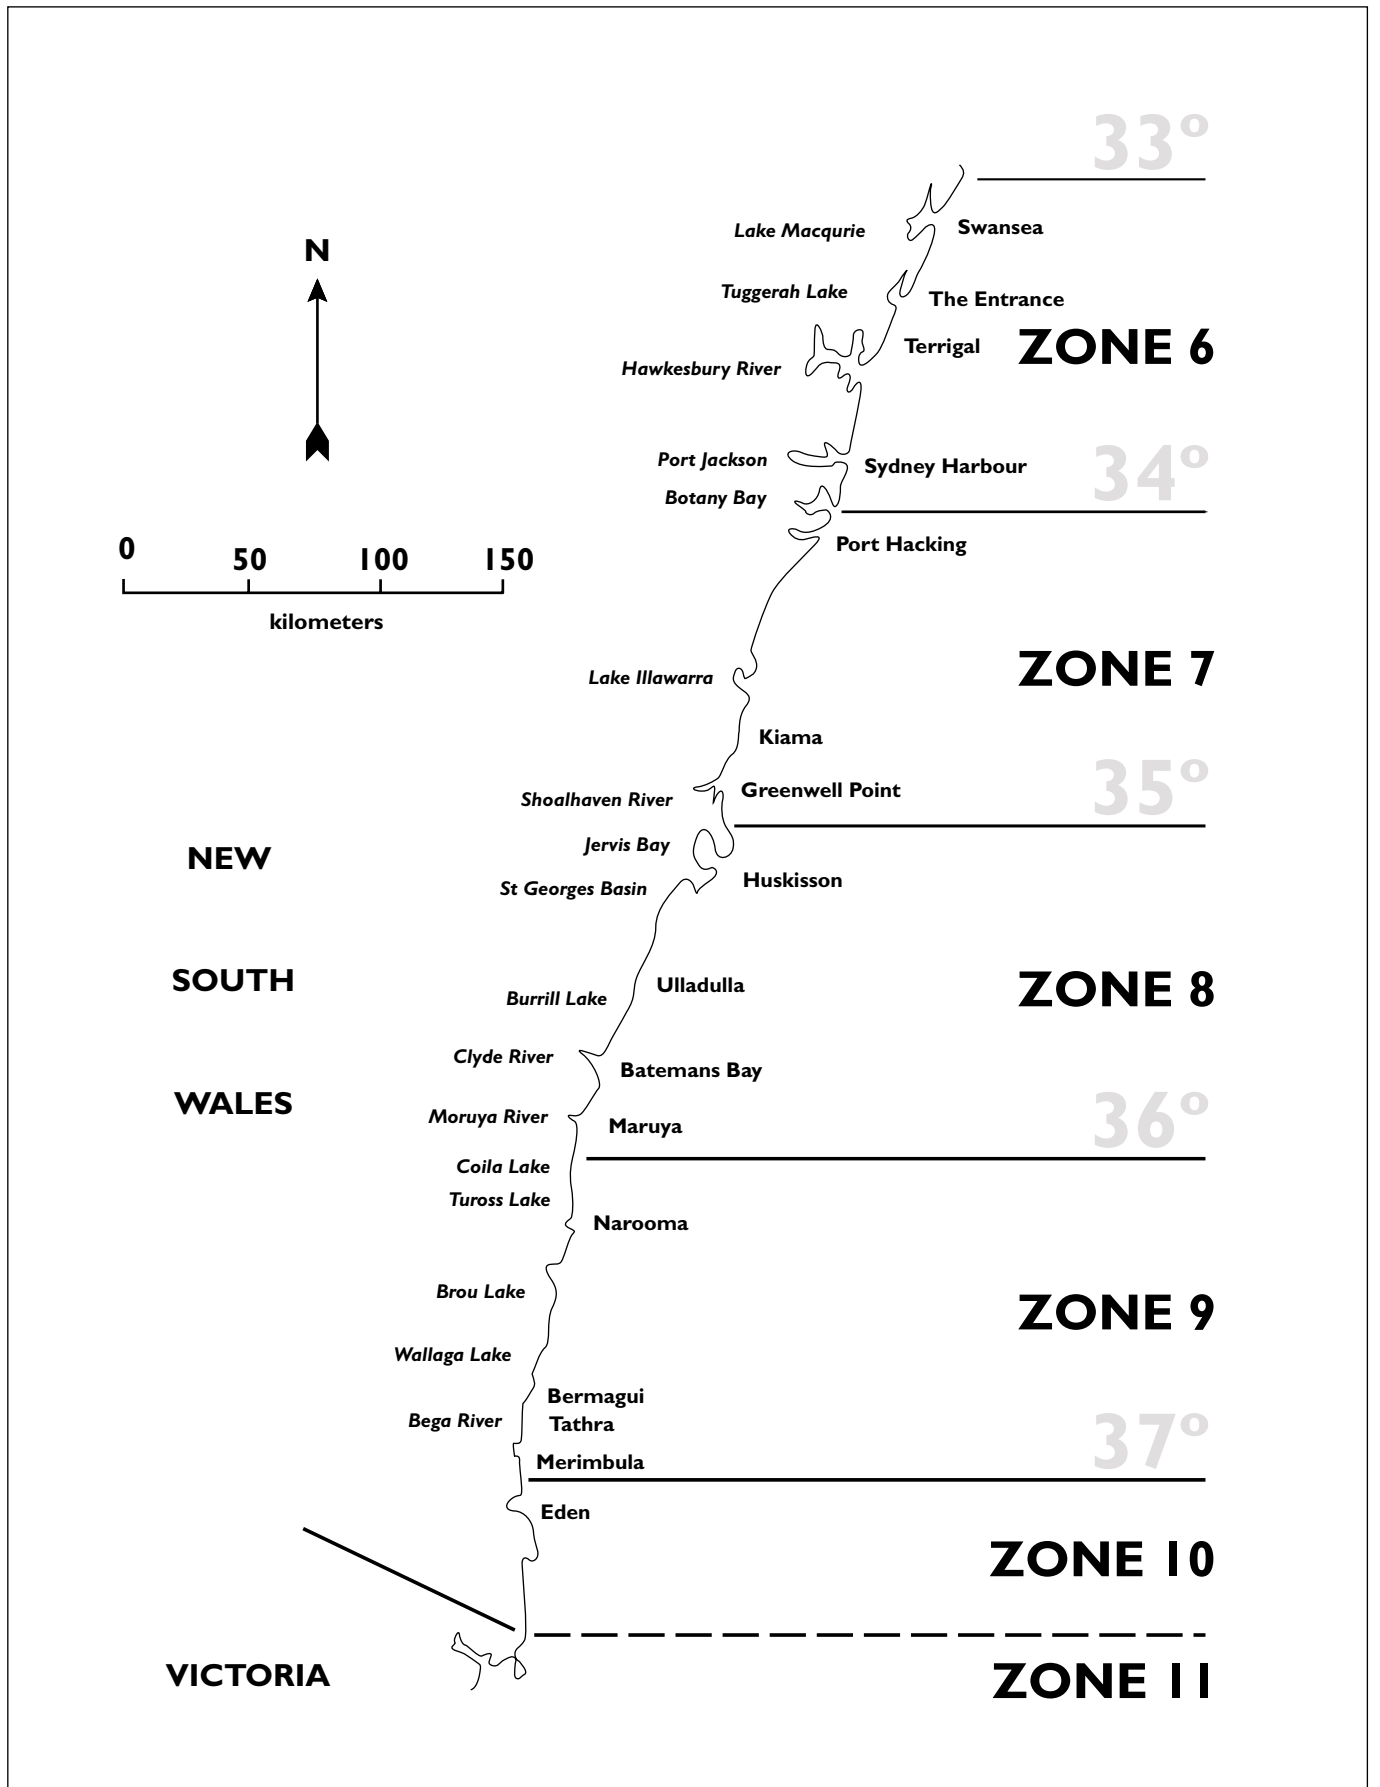 33°
Lake Macqurie
Swansea
N
Tuggerah Lake
The Entrance
Terrigal
ZONE 6
Hawkesbury River
Port Jackson
Sydney Harbour
34°
Botany Bay
Port Hacking
0
50
100
150
kilometers
Lake Illawarra
ZONE 7
Kiama
Greenwell Point
35°
Shoalhaven River
Jervis Bay
NEW
Huskisson
St Georges Basin
SOUTH
Ulladulla
ZONE 8
Burrill Lake
Clyde River
Batemans Bay
WALES
Moruya River
Maruya
36°
Coila Lake
Tuross Lake
Narooma
Brou Lake
ZONE 9
Wallaga Lake
Bermagui
Bega River
Tathra
37°
Merimbula
Eden
ZONE 10
VICTORIA
ZONE 11